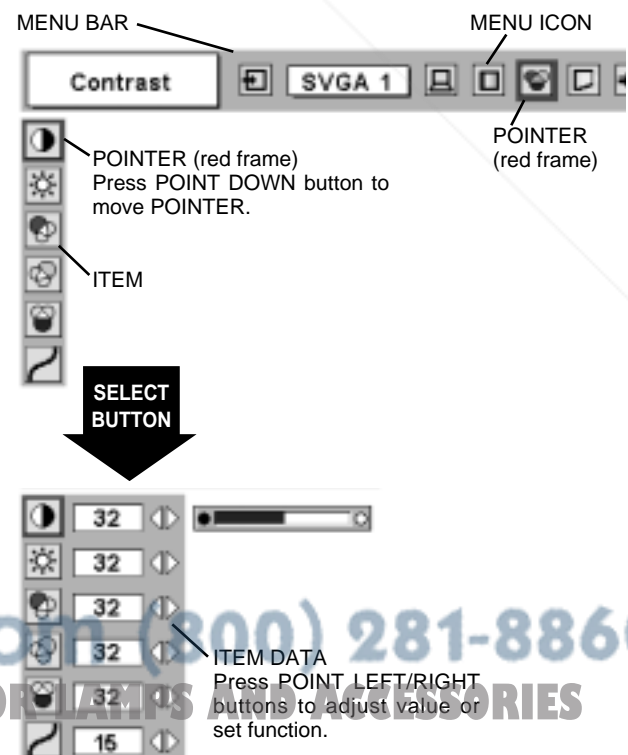 MENU BAR
MENU ICON
Contrast
SVGA 1
POINTER
(red frame)
POINTER (red frame)
Press POINT DOWN button to
move POINTER.
ITEM
SELECT
BUTTON
32
32
32
32
32
15
ITEM DATA
Press POINT LEFT/RIGHT
buttons to adjust value or
set function.
om (800) 281-886
OR LAMPS AND ACCESSORIES